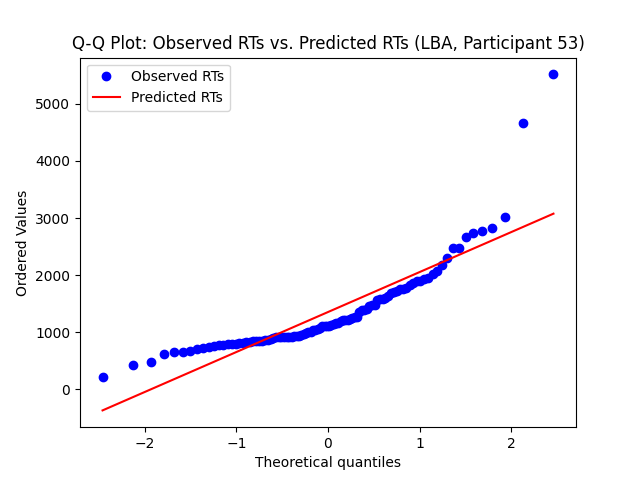 Q-Q Plot: Observed RTs vs. Predicted RTs (LBA, Participant 53)
Observed RTs
Predicted RTs
Ordered Values
5000
4000
3000
2000
1000
0
−2
−1
0
1
2
Theoretical quantiles